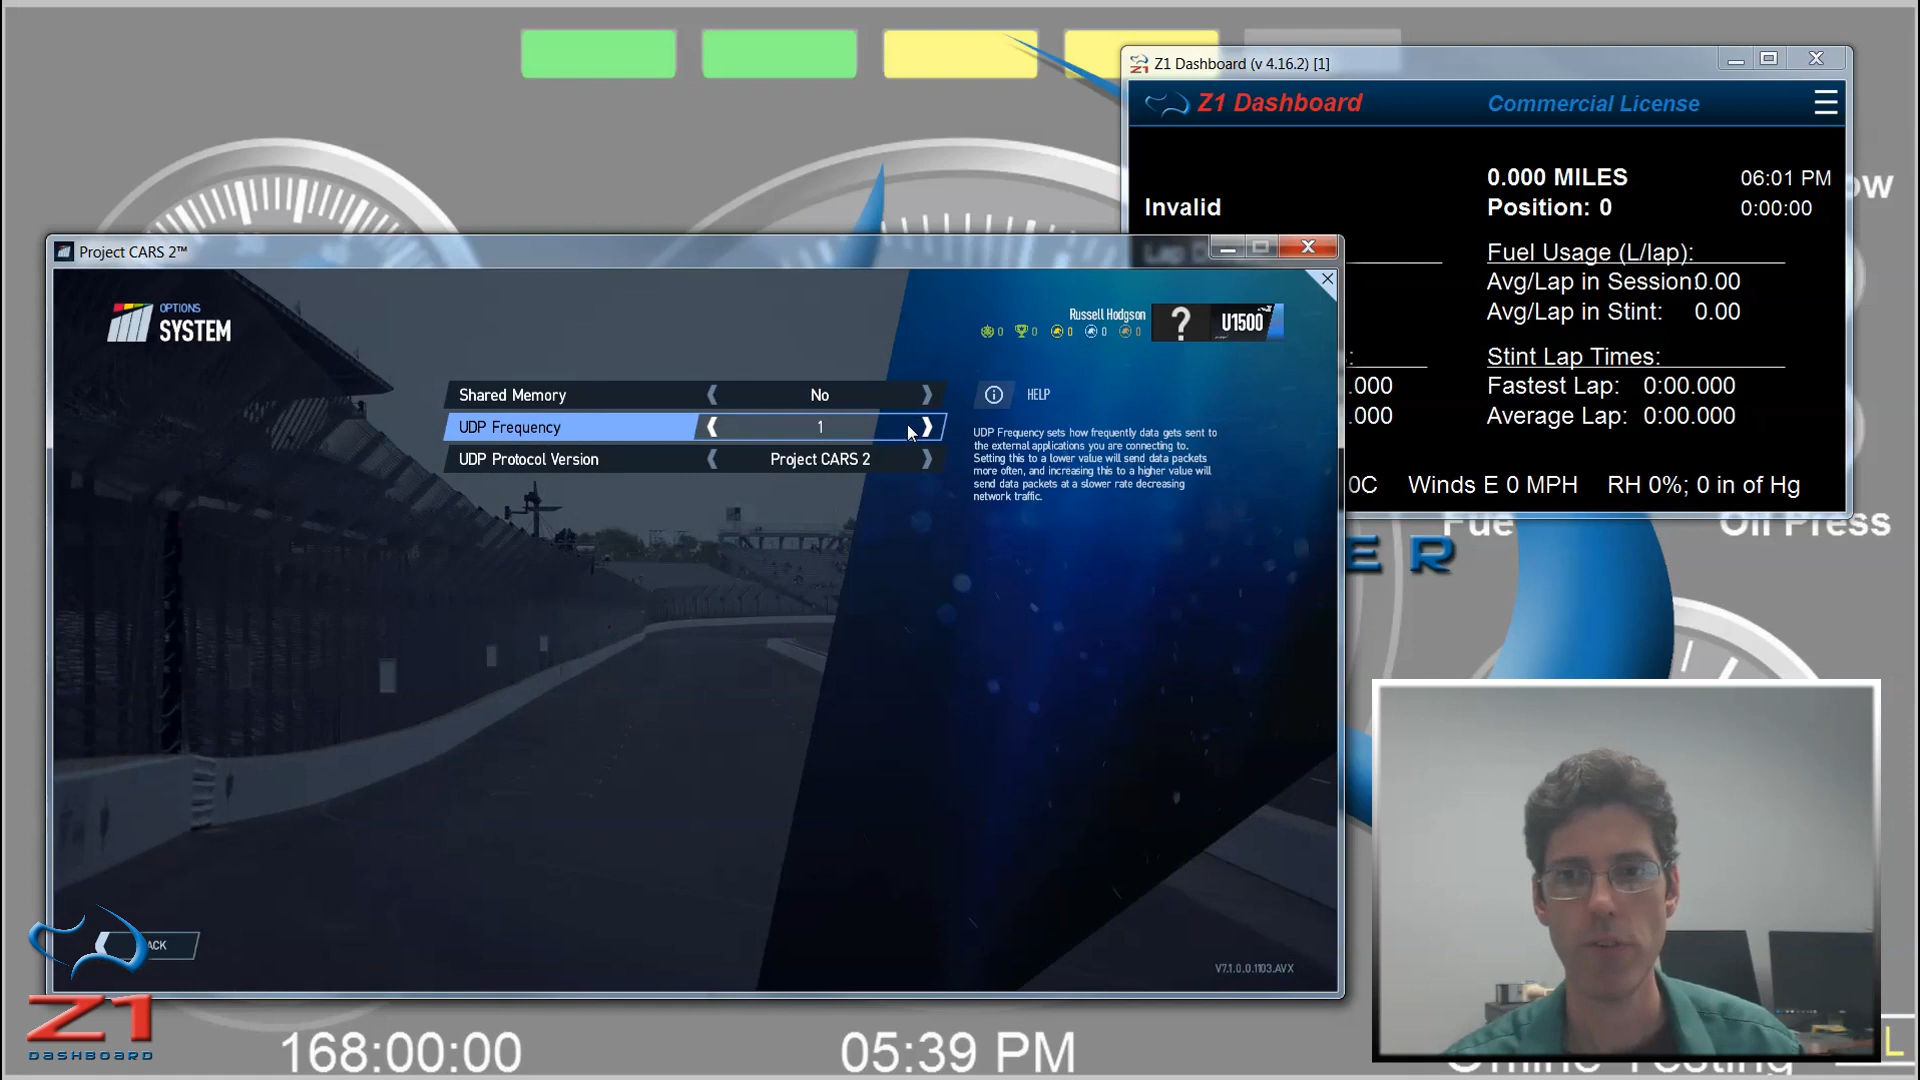 Z1 Dashboard (v 4.16.2) [1]
Z1 Dashboard
Commercial License
0.000 MILES
06:01 PM
Invalid
Position: 0
0:00:00
Fuel Usage (L/lap):
Avg/Lap in Session:
0.00
Avg/Lap in Stint:
0.00
Stint Lap Times:
.000
Fastest Lap: 0:00.000
.000
Average Lap: 0:00.000
0C
Winds E 0 MPH
RH 0%; 0 in of Hg
Project CARS 2™
OPTIONS
SYSTEM
Russell Hodgson
0 0 0 0 0
?
U1500
Shared Memory
No
UDP Frequency
1
UDP Protocol Version
Project CARS 2
HELP
UDP Frequency sets how frequently data gets sent to
the external applications you are connecting to.
Setting this to a lower value will send data packets
more often, and increasing this to a higher value will
send data packets at a slower rate decreasing
network traffic.
ACK
V7.1.0.0.1103.AVX
Fue
Oil Press
E R
Z1
DASHBOARD
168:00:00
05:39 PM
L